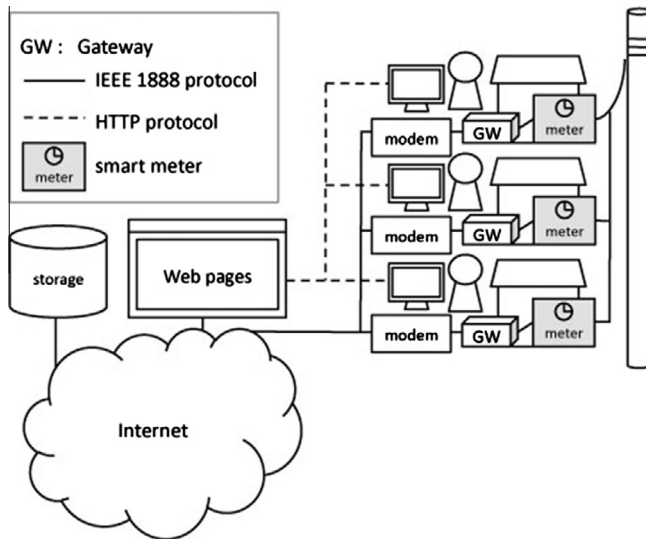 GW : Gateway
IEEE 1888 protocol
HTTP protocol
meter
smart meter
modem
GW
meter
modem
GW
meter
modem
GW
meter
storage
Web pages
Internet